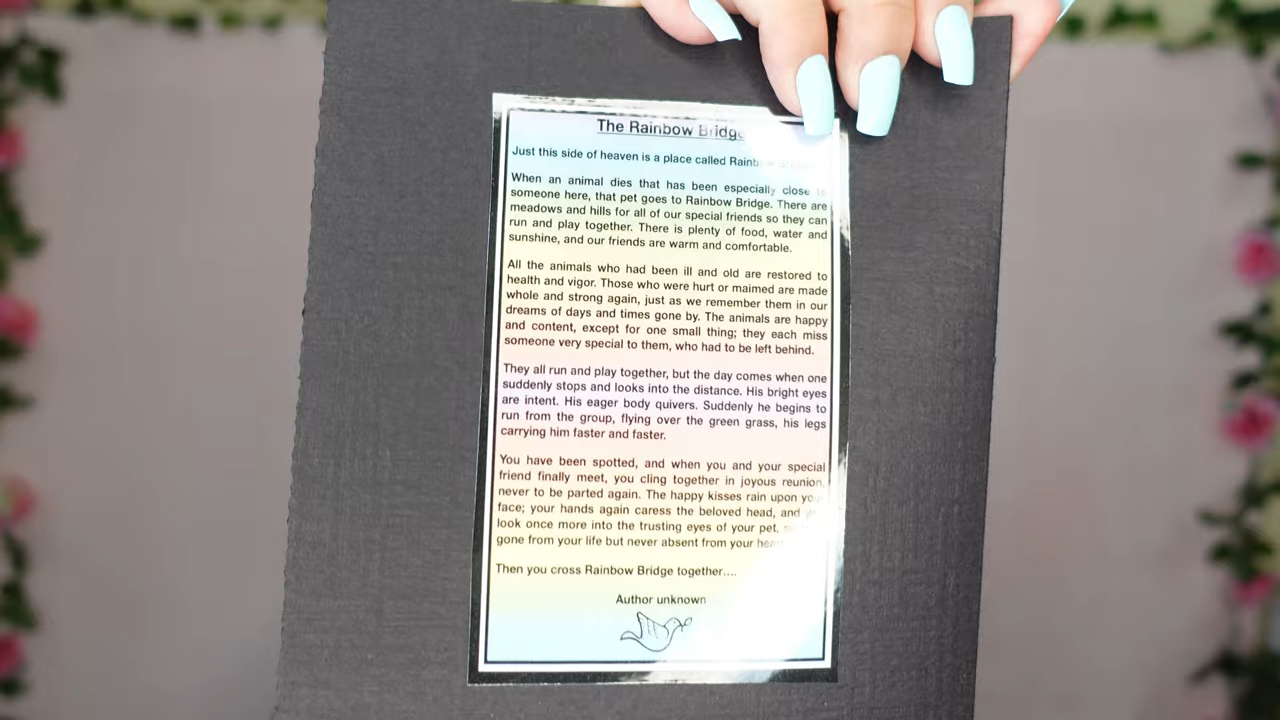 The Rainbow Bridge
Just this side of heaven is a place called Rainbow
When an animal dies that has been especially close to
someone here, that pet goes to Rainbow Bridge. There are
meadows and hills for all of our special friends so they can
run and play together. There is plenty of food, water and
sunshine, and our friends are warm and comfortable.
All the animals who had been ill and old are restored to
health and vigor. Those who were hurt or maimed are made
whole and strong again, just as we remember them in our
dreams of days and times gone by. The animals are happy
and content, except for one small thing; they each miss
someone very special to them, who had to be left behind.
They all run and play together, but the day comes when one
suddenly stops and looks into the distance. His bright eyes
are intent. His eager body quivers. Suddenly he begins to
run from the group, flying over the green grass, his legs
carrying him faster and faster.
You have been spotted, and when you and your special
friend finally meet, you cling together in joyous reunion,
never to be parted again. The happy kisses rain upon your
face; your hands again caress the beloved head, and
look once more into the trusting eyes of your pet,
gone from your life but never absent from your heart
Then you cross Rainbow Bridge together....
Author unknown